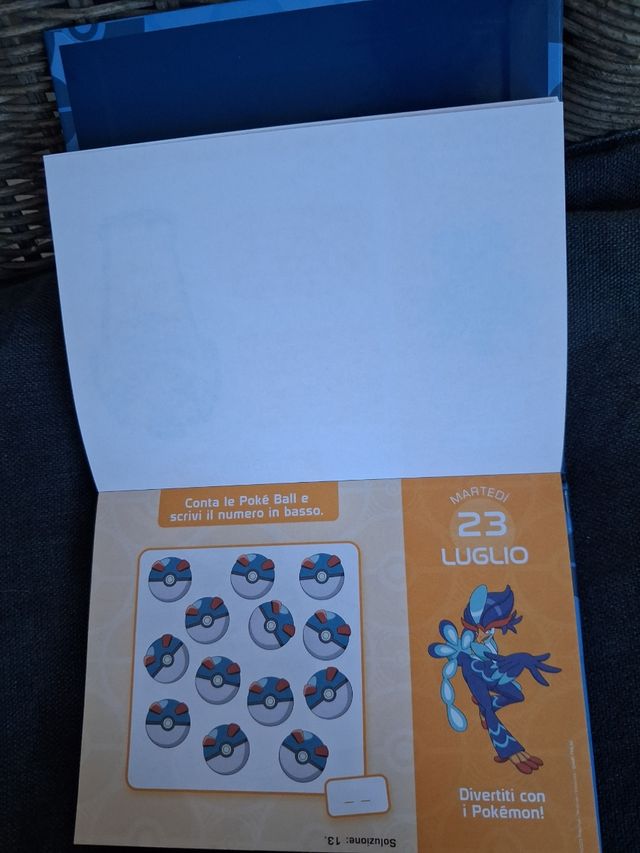 Conta le Poké Ball e
scrivi il numero in basso.
MARTEDÌ
23
LUGLIO
Divertiti con
i Pokémon!
Soluzione: 13.